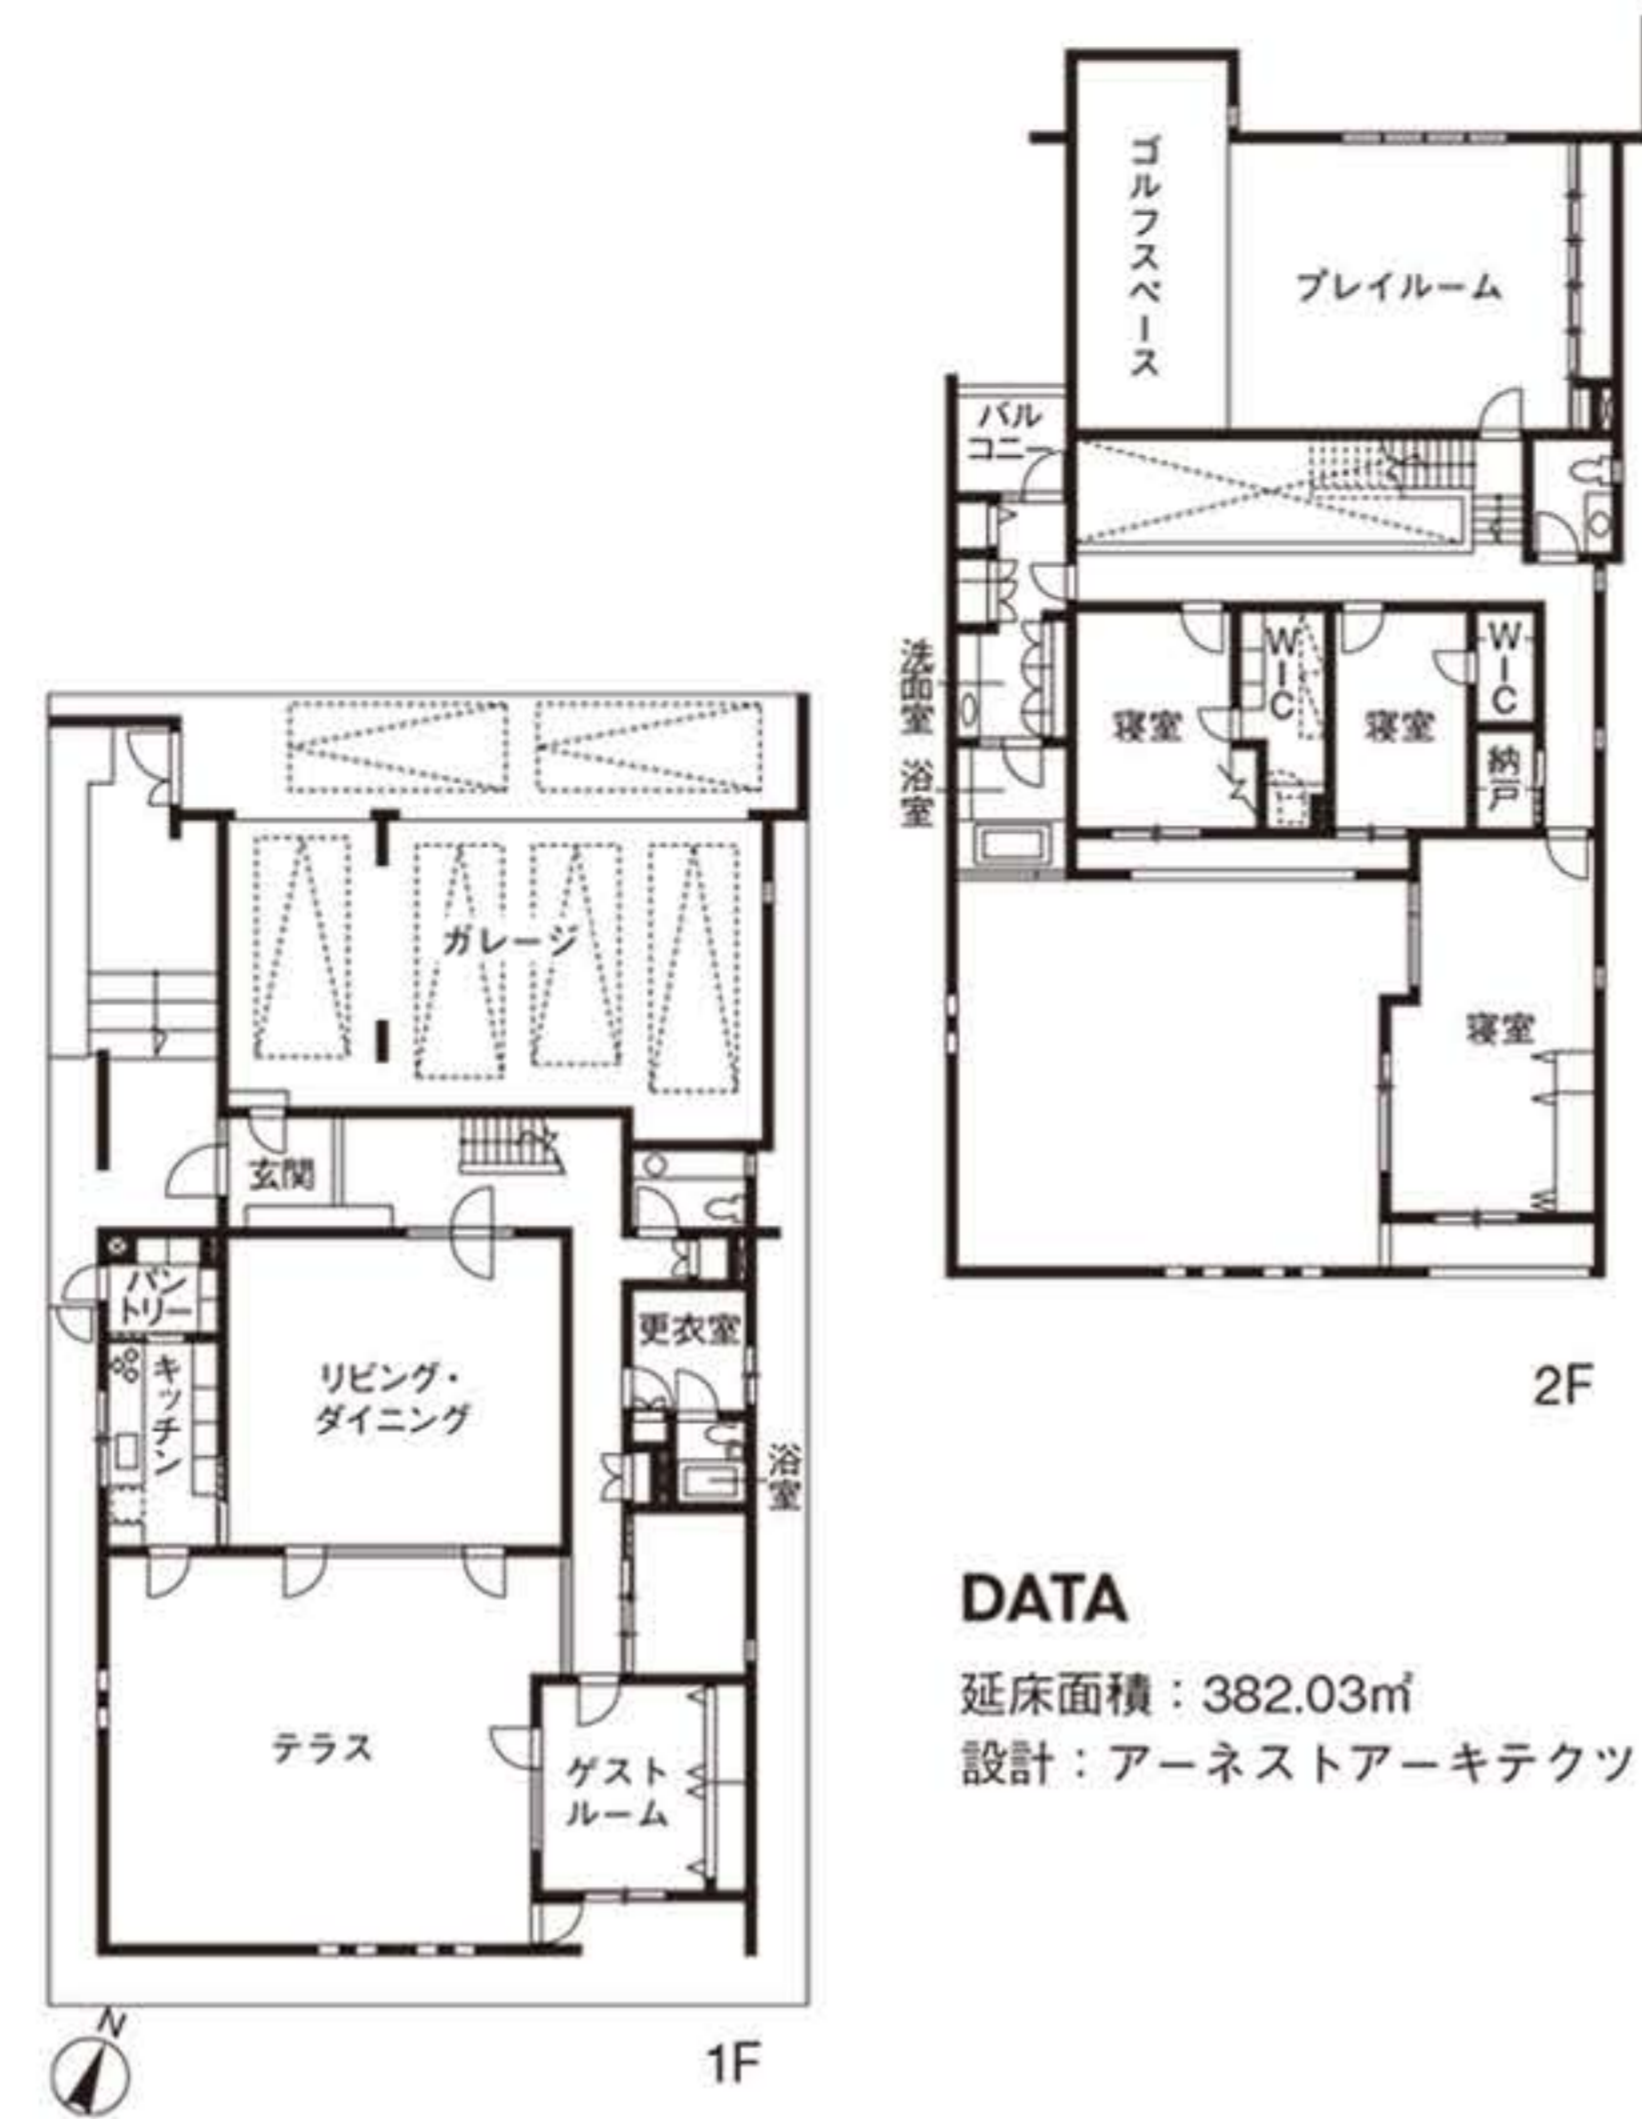 ゴルフスペース
プレイルーム
バル
コニー
洗面室
浴室
寝室
WIC
寝室
WIC
納戸
寝室
2F
ガレージ
玄関
パン
トリー
キッチン
リビング・
ダイニング
更衣室
浴室
テラス
ゲスト
ルーム
N
1F
DATA
延床面積：382.03㎡
設計：アーネストアーキテクツ